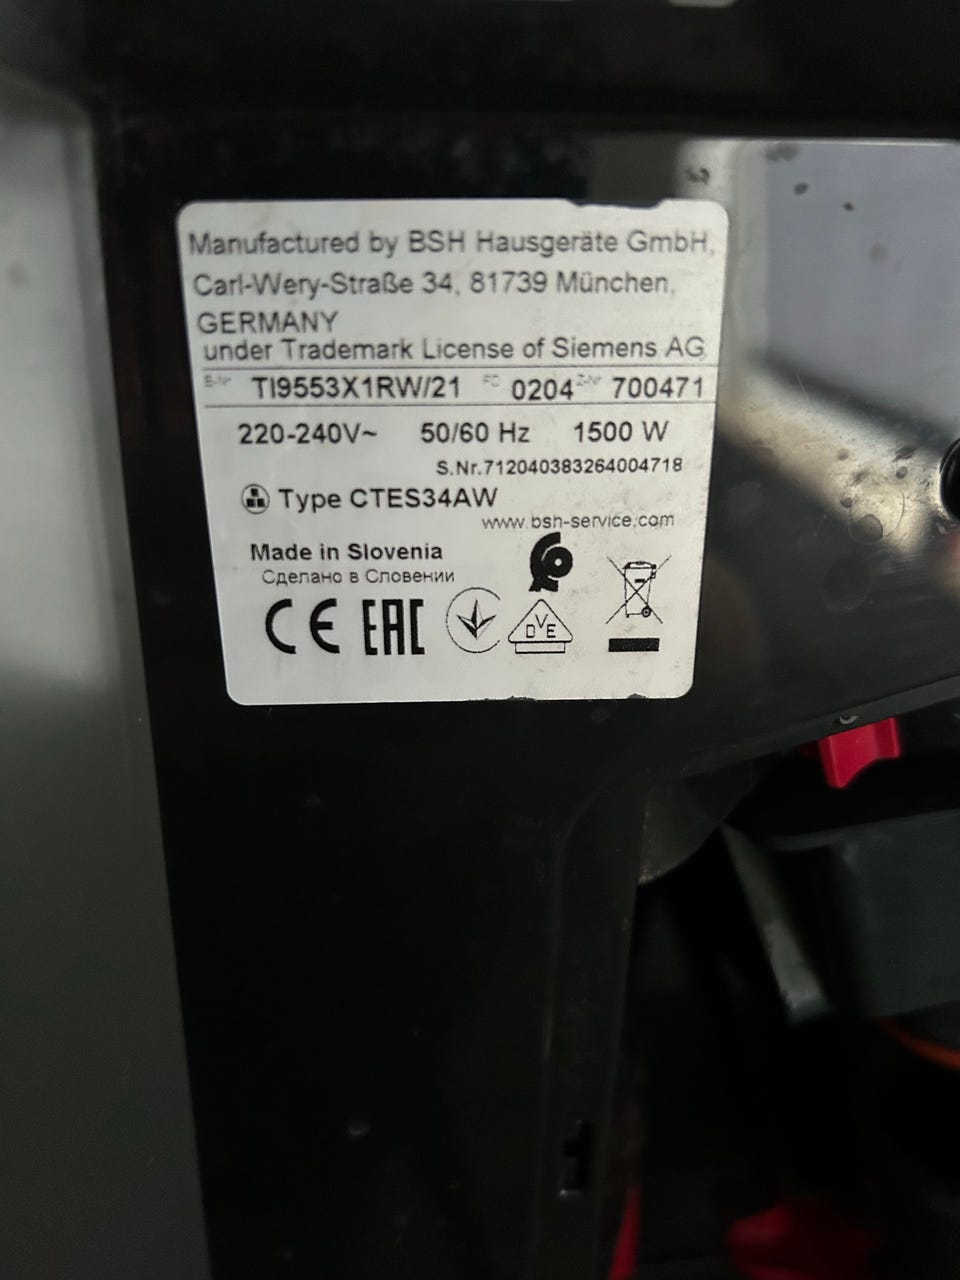 Manufactured by BSH Hausgeräte GmbH,
Carl-Wery-Straße 34, 81739 München,
GERMANY
under Trademark License of Siemens AG
E-Nr TI9553X1RW/21 FD 0204 Z-Nr 700471
220-240V~ 50/60 Hz 1500 W
S.Nr.712040383264004718
Type CTES34AW
www.bsh-service.com
Made in Slovenia
Сделано в Словении
CE EAC DVE